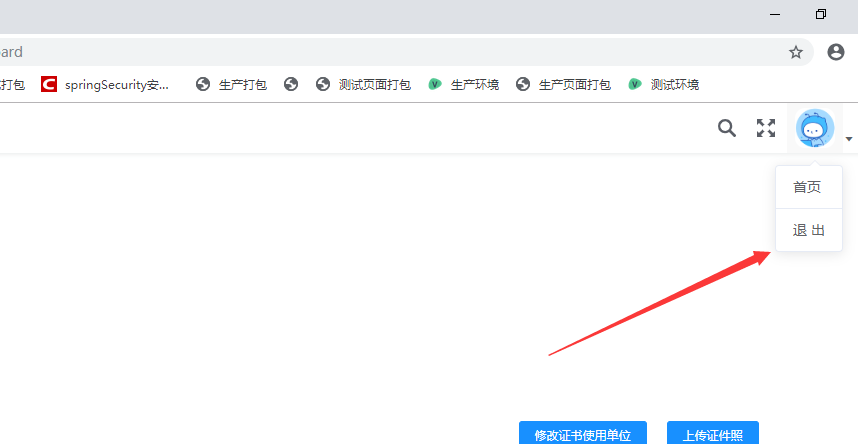 ard
试打包 springSecurity安... 生产打包 测试页面打包 生产环境 生产页面打包 测试环境
首页
退 出
修改证书使用单位 上传证件照